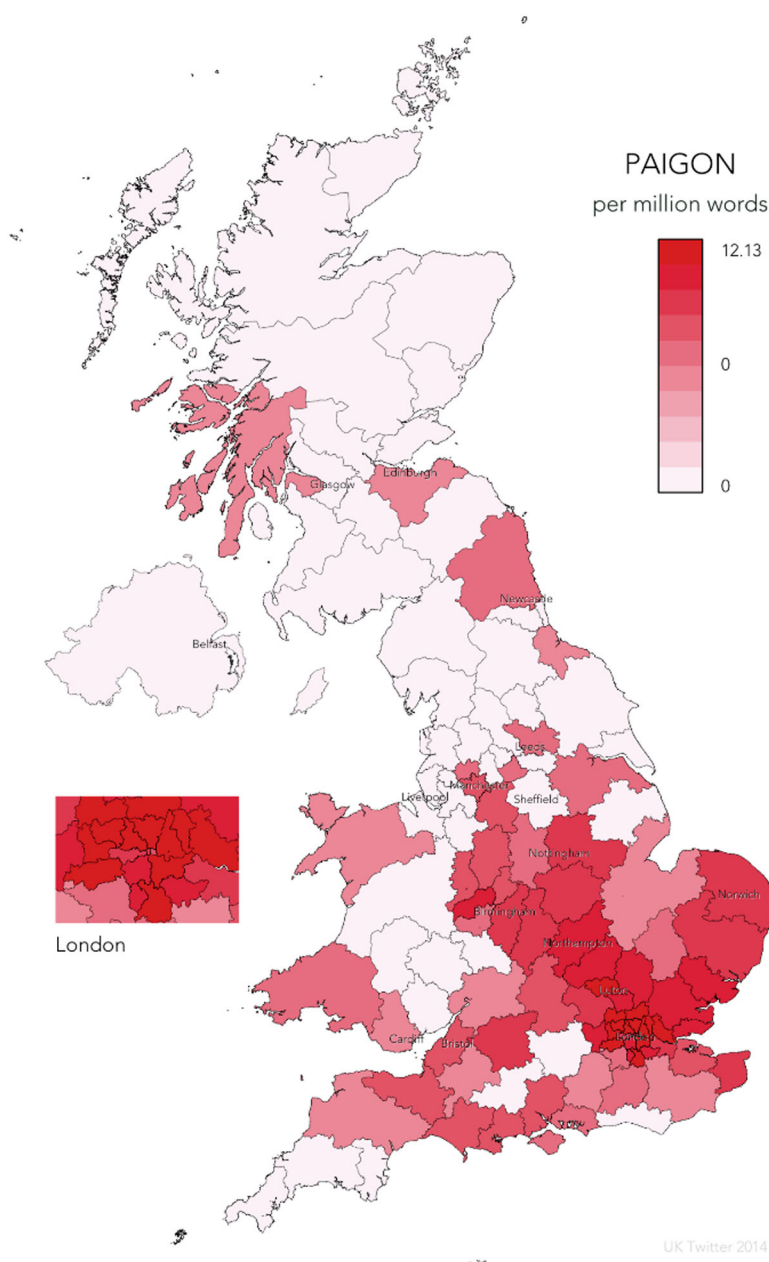 PAIGON
per million words
12.13
0
0
Edinburgh
Glasgow
Newcastle
Belfast
Leeds
Manchester
Liverpool
Sheffield
Nottingham
Norwich
Birmingham
Northampton
London
Luton
London
Cardiff
Bristol
UK Twitter 2014